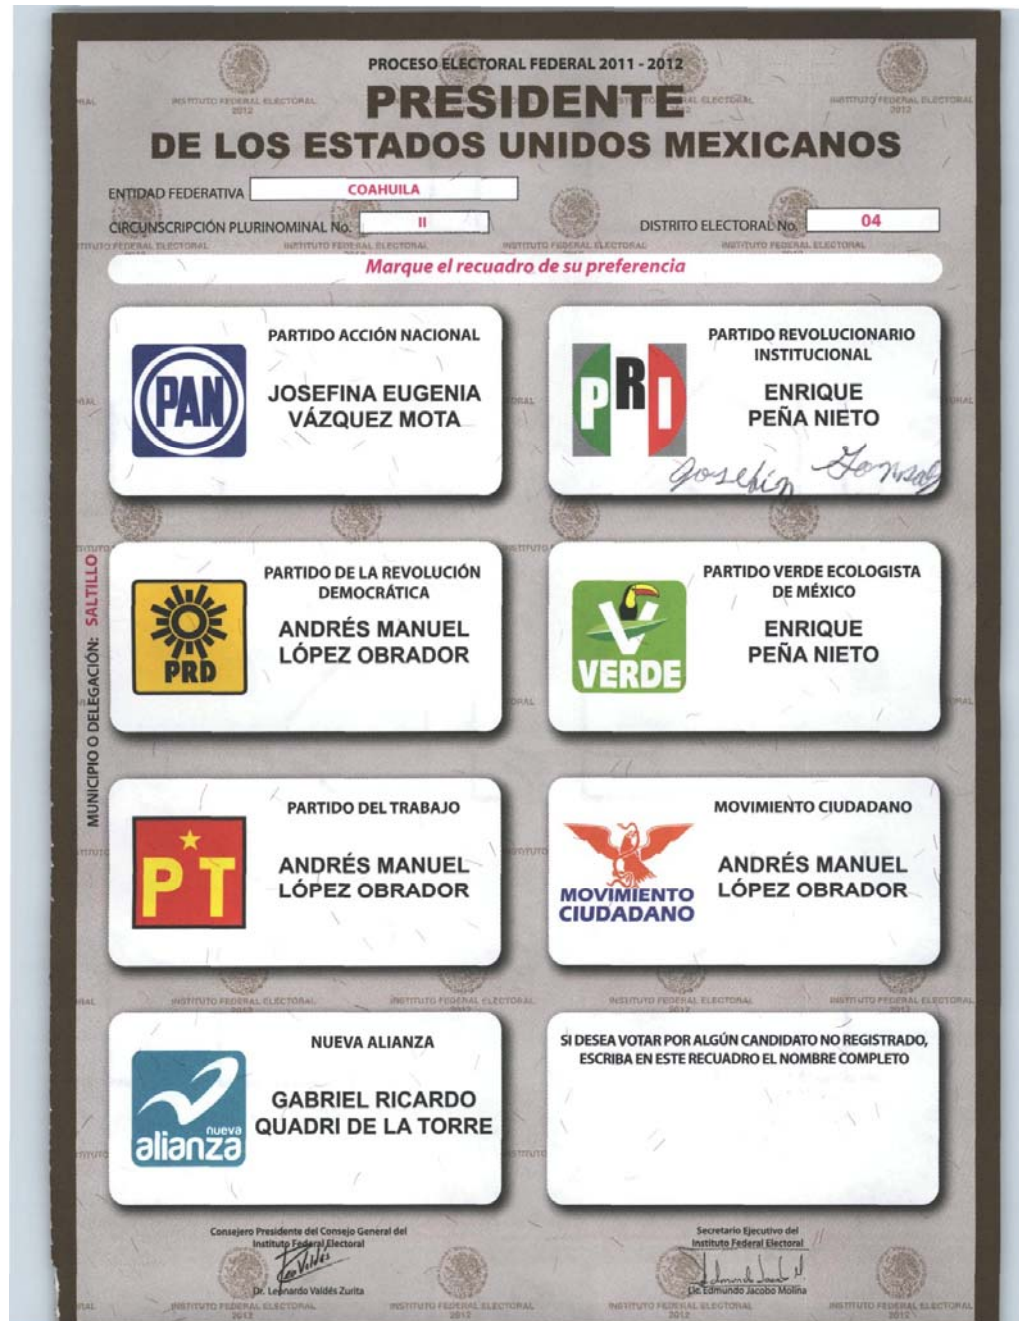 PROCESO ELECTORAL FEDERAL 2011 - 2012
PRESIDENTE
DE LOS ESTADOS UNIDOS MEXICANOS
ENTIDAD FEDERATIVA COAHUILA
CIRCUNSCRIPCIÓN PLURINOMINAL No. II
DISTRITO ELECTORAL No. 04
Marque el recuadro de su preferencia
MUNICIPIO O DELEGACIÓN: SALTILLO
PAN
PARTIDO ACCIÓN NACIONAL
JOSEFINA EUGENIA
VÁZQUEZ MOTA
PRI
PARTIDO REVOLUCIONARIO
INSTITUCIONAL
ENRIQUE
PEÑA NIETO
Josefin
PRD
PARTIDO DE LA REVOLUCIÓN
DEMOCRÁTICA
ANDRÉS MANUEL
LÓPEZ OBRADOR
VERDE
PARTIDO VERDE ECOLOGISTA
DE MÉXICO
ENRIQUE
PEÑA NIETO
PT
PARTIDO DEL TRABAJO
ANDRÉS MANUEL
LÓPEZ OBRADOR
MOVIMIENTO
CIUDADANO
MOVIMIENTO CIUDADANO
ANDRÉS MANUEL
LÓPEZ OBRADOR
nueva
alianza
NUEVA ALIANZA
GABRIEL RICARDO
QUADRI DE LA TORRE
SI DESEA VOTAR POR ALGÚN CANDIDATO NO REGISTRADO,
ESCRIBA EN ESTE RECUADRO EL NOMBRE COMPLETO
Consejero Presidente del Consejo General del
Instituto Federal Electoral
Dr. Leonardo Valdés Zurita
Secretario Ejecutivo del
Instituto Federal Electoral
Lic. Edmundo Jacobo Molina
INSTITUTO FEDERAL ELECTORAL
2012